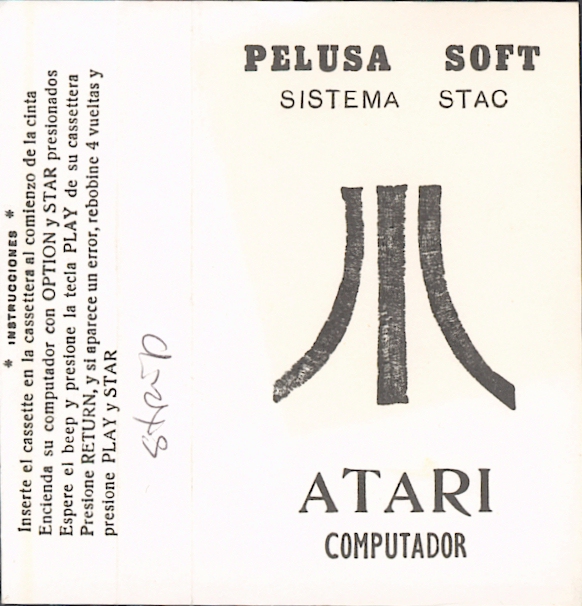 * INSTRUCCIONES *
Inserte el cassette en la cassettera al comienzo de la cinta
Encienda su computador con OPTION y STAR presionados
Espere el beep y presione la tecla PLAY de su cassettera
Presione RETURN, y si aparece un error, rebobine 4 vueltas y
presione PLAY y STAR
strip
PELUSA SOFT
SISTEMA STAC
ATARI
COMPUTADOR